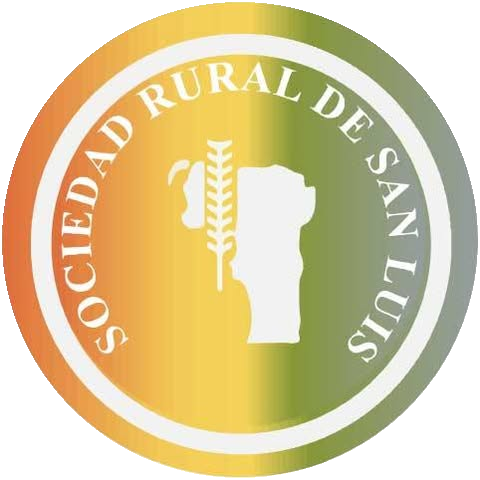 SOCIEDAD RURAL DE SAN LUIS